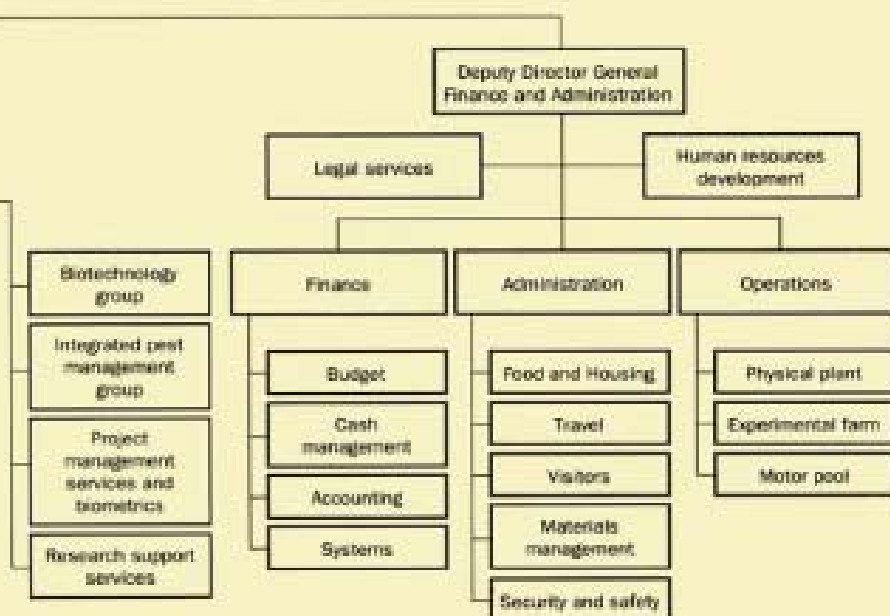 Deputy Director General
Finance and Administration
Legal services
Human resources
development
Biotechnology
group
Integrated pest
management
group
Project
management
services and
biometrics
Research support
services
Finance
Budget
Cash
management
Accounting
Systems
Administration
Food and Housing
Travel
Visitors
Materials
management
Security and safety
Operations
Physical plant
Experimental farm
Motor pool